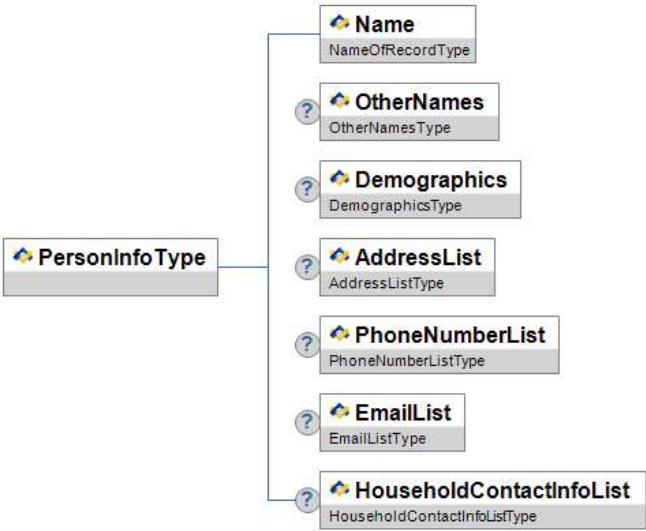 Name
NameOfRecordType
?
OtherNames
OtherNamesType
?
Demographics
DemographicsType
PersonInfoType
?
AddressList
AddressListType
?
PhoneNumberList
PhoneNumberListType
?
EmailList
EmailListType
?
HouseholdContactInfoList
HouseholdContactInfoListType